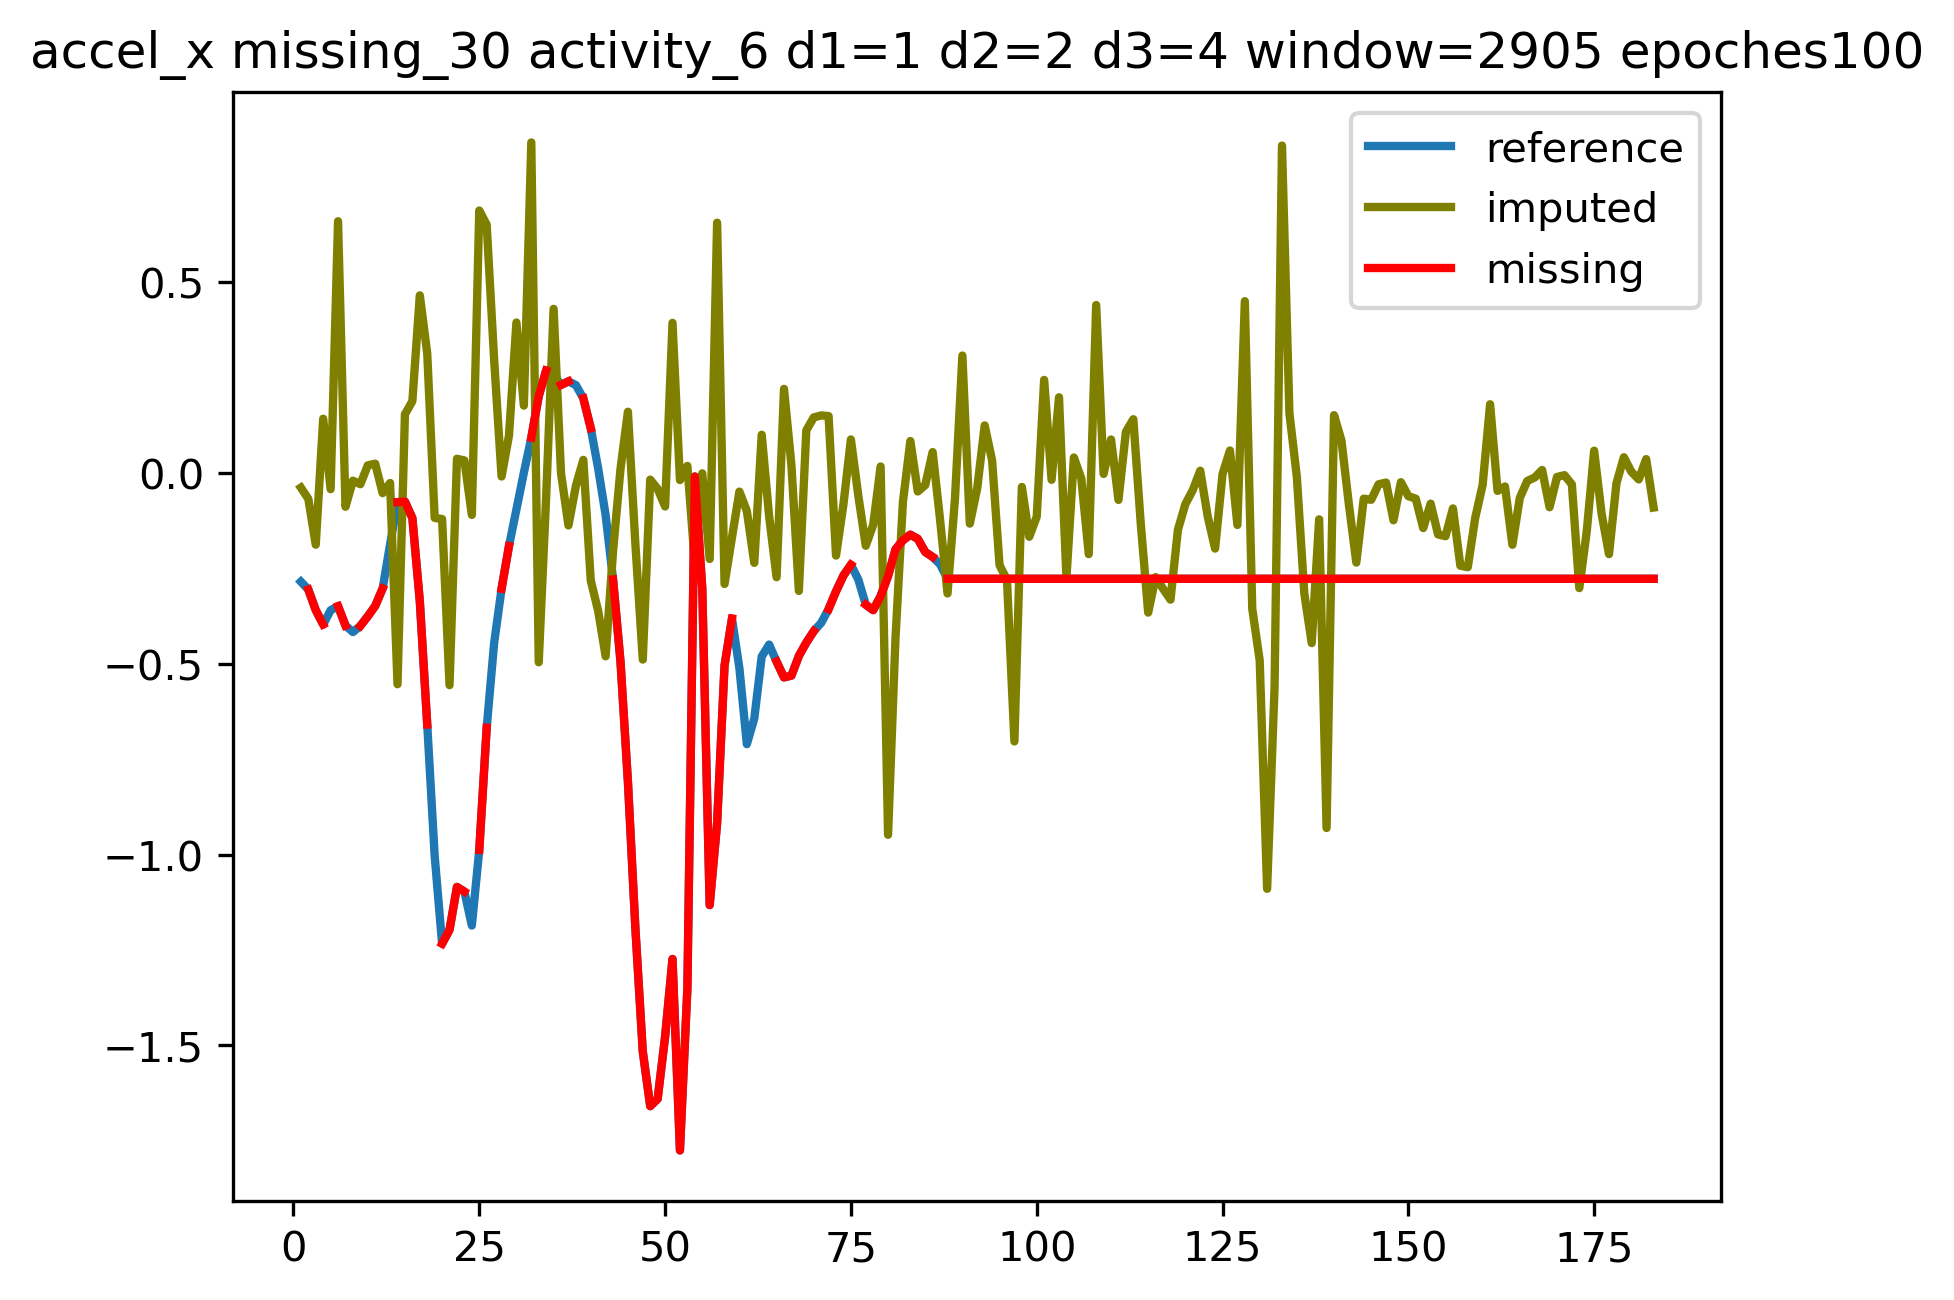 accel_x missing_30 activity_6 d1=1 d2=2 d3=4 window=2905 epoches100
reference
imputed
missing
0.5
0.0
−0.5
−1.0
−1.5
0 25 50 75 100 125 150 175